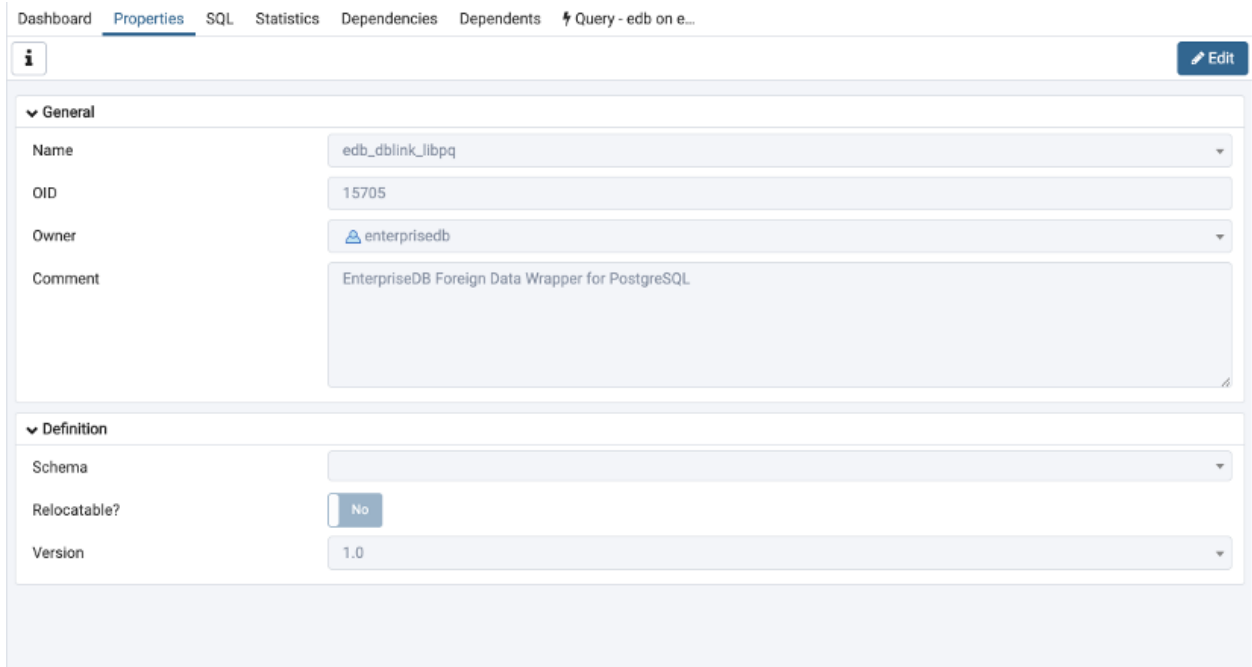 Dashboard Properties SQL Statistics Dependencies Dependents Query - edb on e...
i Edit
General
Name edb_dblink_libpq
OID 15705
Owner enterprisedb
Comment EnterpriseDB Foreign Data Wrapper for PostgreSQL
Definition
Schema
Relocatable? No
Version 1.0